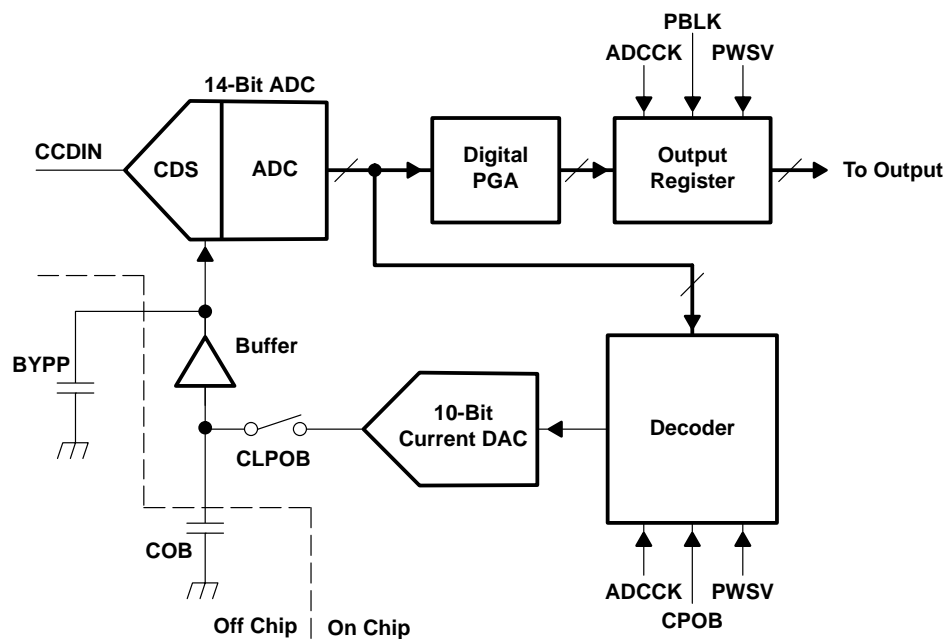 PBLK
ADCCK
PWSV
14-Bit ADC
CCDIN
CDS
ADC
Digital
PGA
Output
Register
To Output
Buffer
BYPP
10-Bit
Current DAC
Decoder
CLPOB
COB
ADCCK
PWSV
CPOB
Off Chip
On Chip